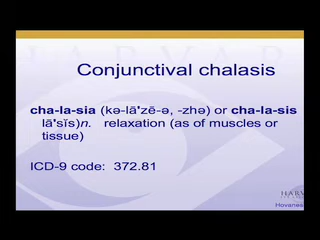 Conjunctival chalasis
cha-la-sia (kə-lā'zē-ə, -zhə) or cha-la-sis
lā'sĭs)n. relaxation (as of muscles or
tissue)
ICD-9 code: 372.81